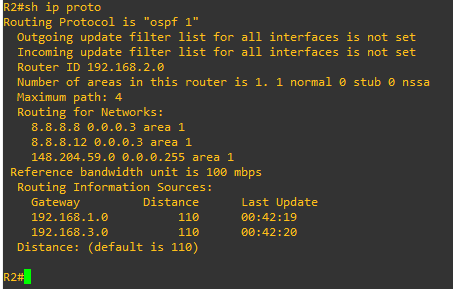 R2#sh ip proto
Routing Protocol is "ospf 1"
Outgoing update filter list for all interfaces is not set
Incoming update filter list for all interfaces is not set
Router ID 192.168.2.0
Number of areas in this router is 1. 1 normal 0 stub 0 nssa
Maximum path: 4
Routing for Networks:
8.8.8.8 0.0.0.3 area 1
8.8.8.12 0.0.0.3 area 1
148.204.59.0 0.0.0.255 area 1
Reference bandwidth unit is 100 mbps
Routing Information Sources:
Gateway Distance Last Update
192.168.1.0 110 00:42:19
192.168.3.0 110 00:42:20
Distance: (default is 110)
R2#